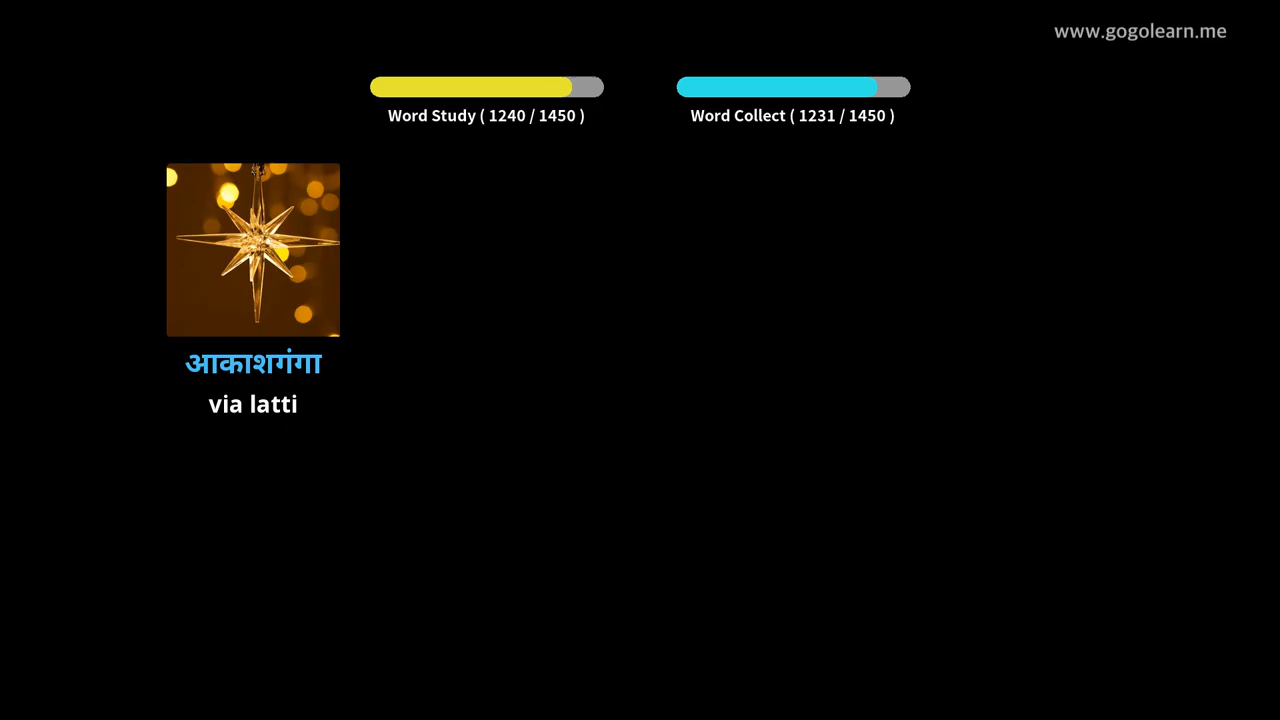 www.gogolearn.me
Word Study ( 1240 / 1450 )
Word Collect ( 1231 / 1450 )
आकाशगंगा
via latti